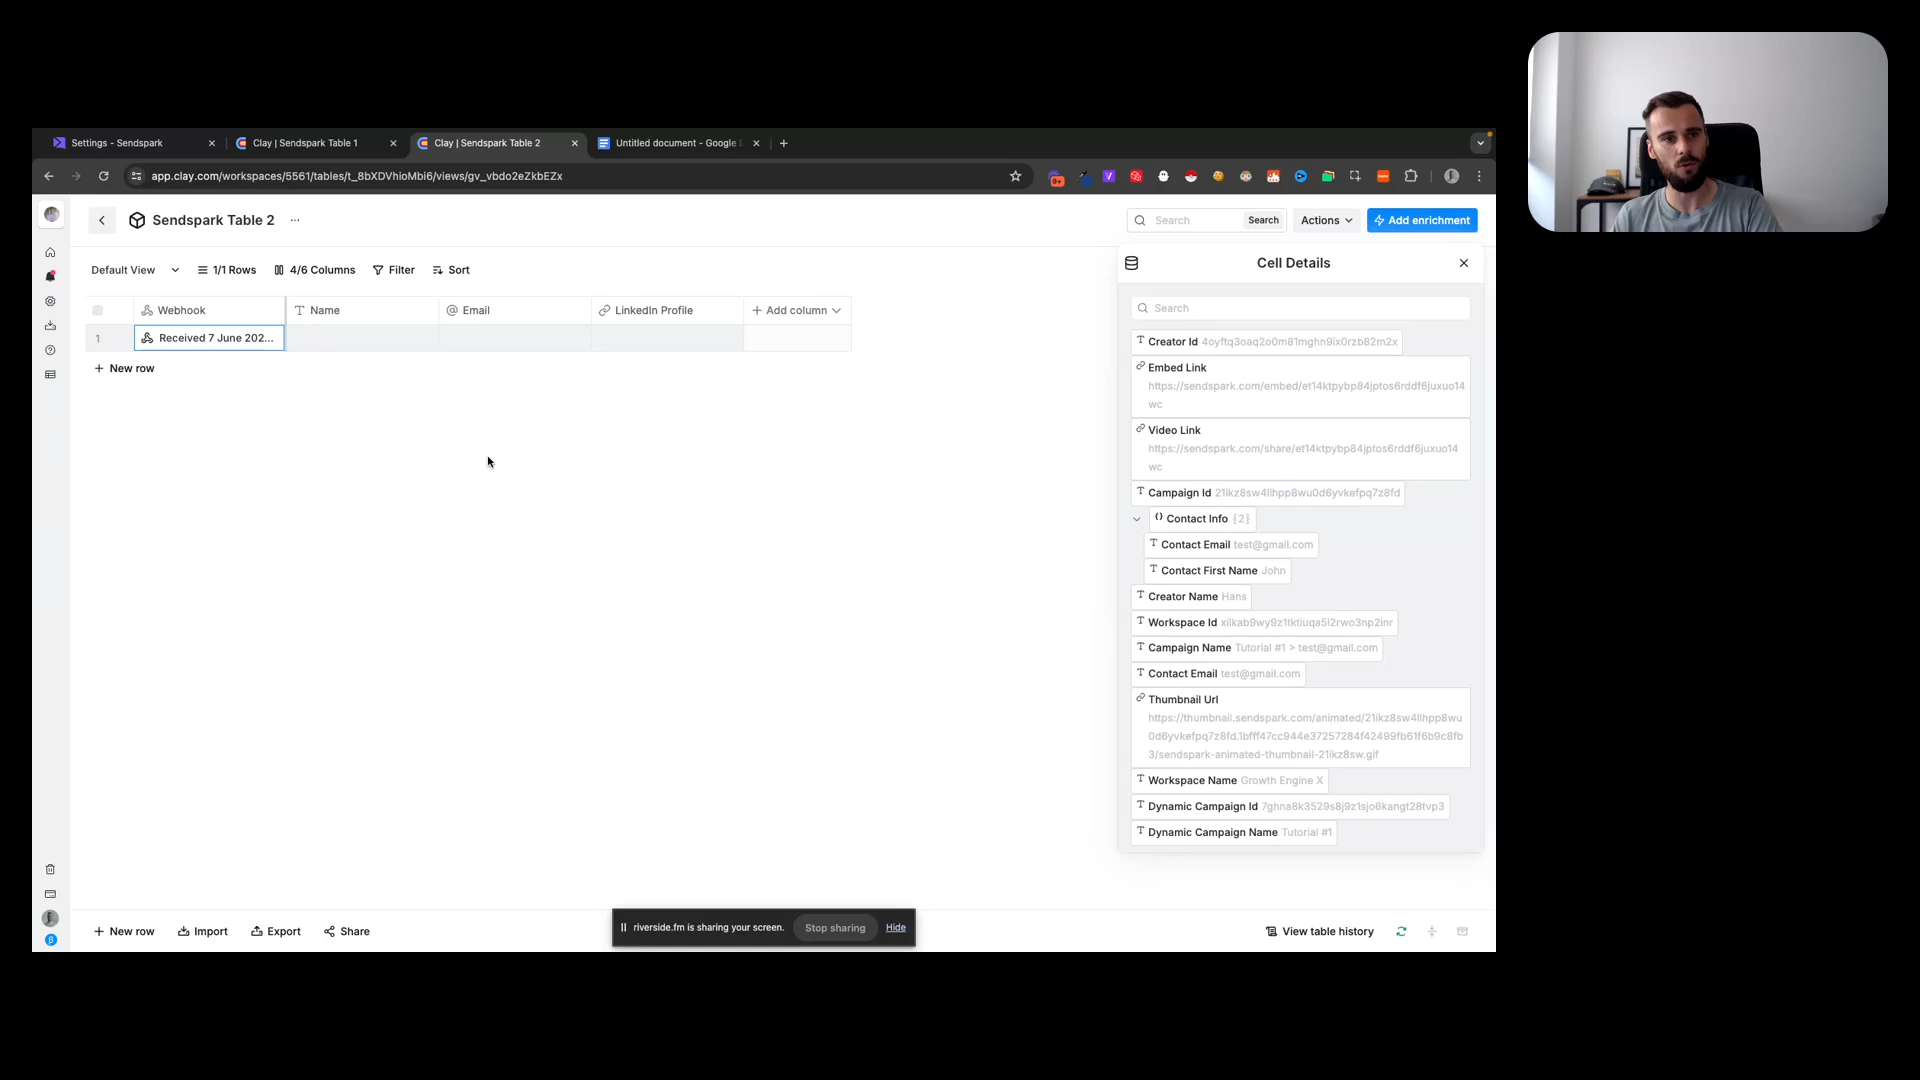 Settings - Sendspark
Clay | Sendspark Table 1
Clay | Sendspark Table 2
Untitled document - Google
app.clay.com/workspaces/5561/tables/t_8bXDVhioMbi6/views/gv_vbdo2eZkbEZx
Sendspark Table 2
Search
Search
Actions
Add enrichment
Default View
1/1 Rows
4/6 Columns
Filter
Sort
Webhook
Name
Email
LinkedIn Profile
Add column
1
Received 7 June 202...
New row
Cell Details
Search
Creator Id 4oyftq3oaq2o0m81mghn9ix0rzb82m2x
Embed Link
https://sendspark.com/embed/et14ktpybp84jptos6rddf6juxuo14
wc
Video Link
https://sendspark.com/share/et14ktpybp84jptos6rddf6juxuo14
wc
Campaign Id 21ikz8sw4llhpp8wu0d6yvkefpq7z8fd
Contact Info {2}
Contact Email test@gmail.com
Contact First Name John
Creator Name Hans
Workspace Id xilkab9wy9z1tktiuqa5l2rwo3np2lnr
Campaign Name Tutorial #1 > test@gmail.com
Contact Email test@gmail.com
Thumbnail Url
https://thumbnail.sendspark.com/animated/21ikz8sw4llhpp8wu
0d6yvkefpq7z8fd.1bfff47cc944e37257284f42499fb61f6b9c8fb
3/sendspark-animated-thumbnail-21ikz8sw.gif
Workspace Name Growth Engine X
Dynamic Campaign Id 7ghna8k3529s8j9z1sjo6kangt28tvp3
Dynamic Campaign Name Tutorial #1
New row
Import
Export
Share
riverside.fm is sharing your screen.
Stop sharing
Hide
View table history